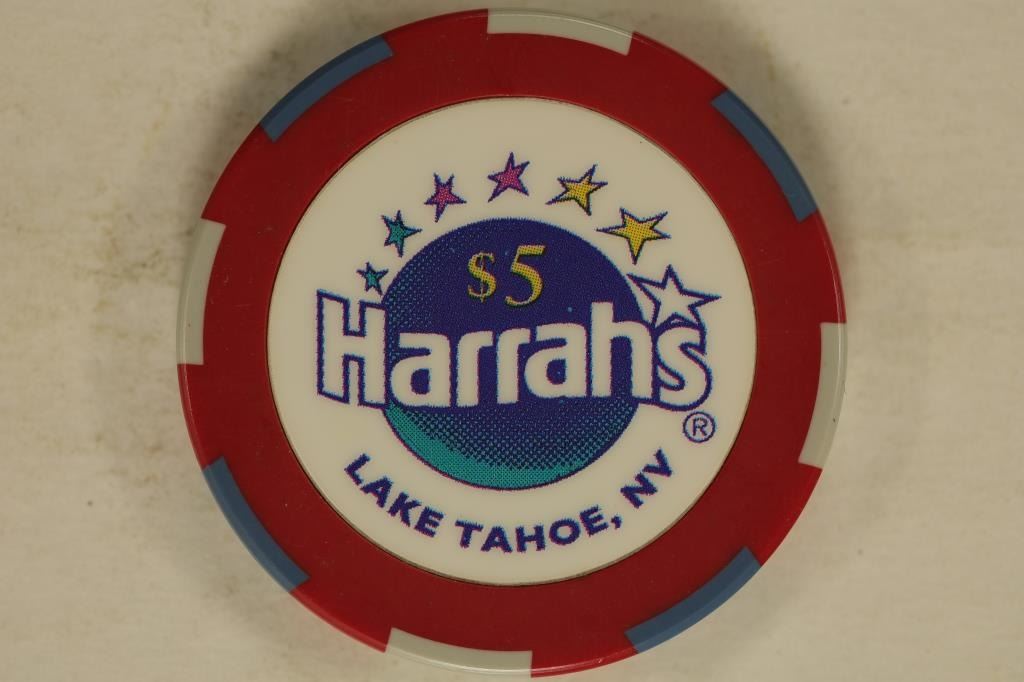 $5
Harrah's
®
LAKE TAHOE, NV